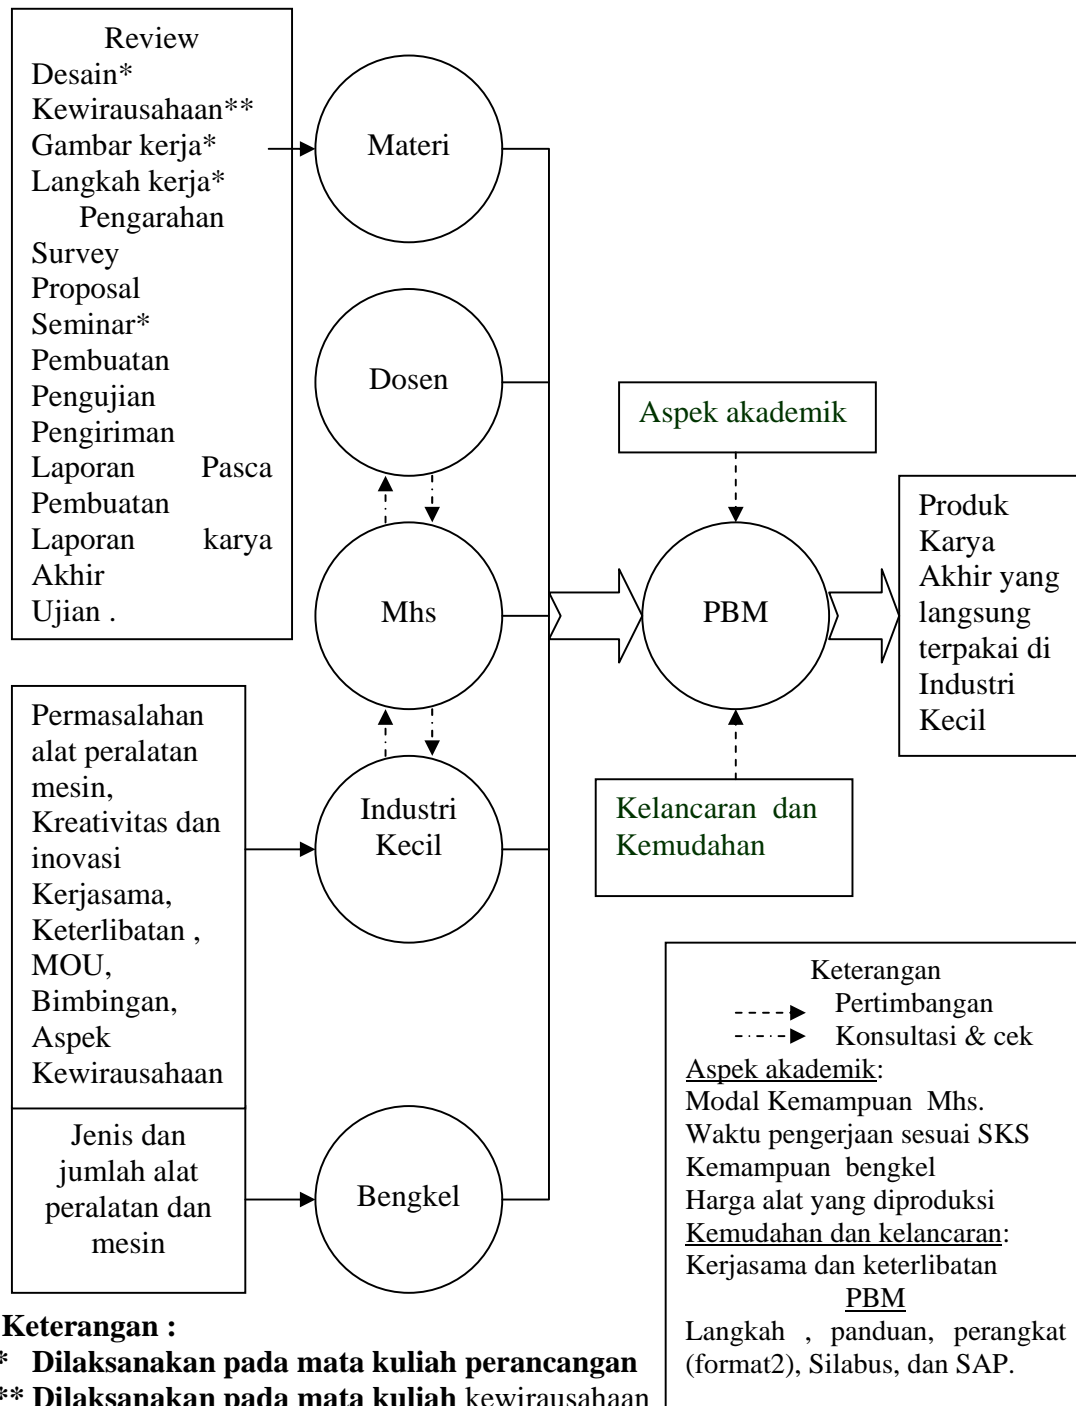 Review
Desain*
Kewirausahaan**
Gambar kerja*
Langkah kerja*
Pengarahan
Survey
Proposal
Seminar*
Pembuatan
Pengujian
Pengiriman
Laporan Pasca
Pembuatan
Laporan karya
Akhir
Ujian .
Materi
Dosen
Mhs
Industri
Kecil
Bengkel
Permasalahan
alat peralatan
mesin,
Kreativitas dan
inovasi
Kerjasama,
Keterlibatan ,
MOU,
Bimbingan,
Aspek
Kewirausahaan
Jenis dan
jumlah alat
peralatan dan
mesin
Aspek akademik
PBM
Kelancaran dan
Kemudahan
Produk
Karya
Akhir yang
langsung
terpakai di
Industri
Kecil
Keterangan
Pertimbangan
Konsultasi & cek
Aspek akademik:
Modal Kemampuan Mhs.
Waktu pengerjaan sesuai SKS
Kemampuan bengkel
Harga alat yang diproduksi
Kemudahan dan kelancaran:
Kerjasama dan keterlibatan
PBM
Langkah , panduan, perangkat
(format2), Silabus, dan SAP.
Keterangan :
* Dilaksanakan pada mata kuliah perancangan
** Dilaksanakan pada mata kuliah kewirausahaan